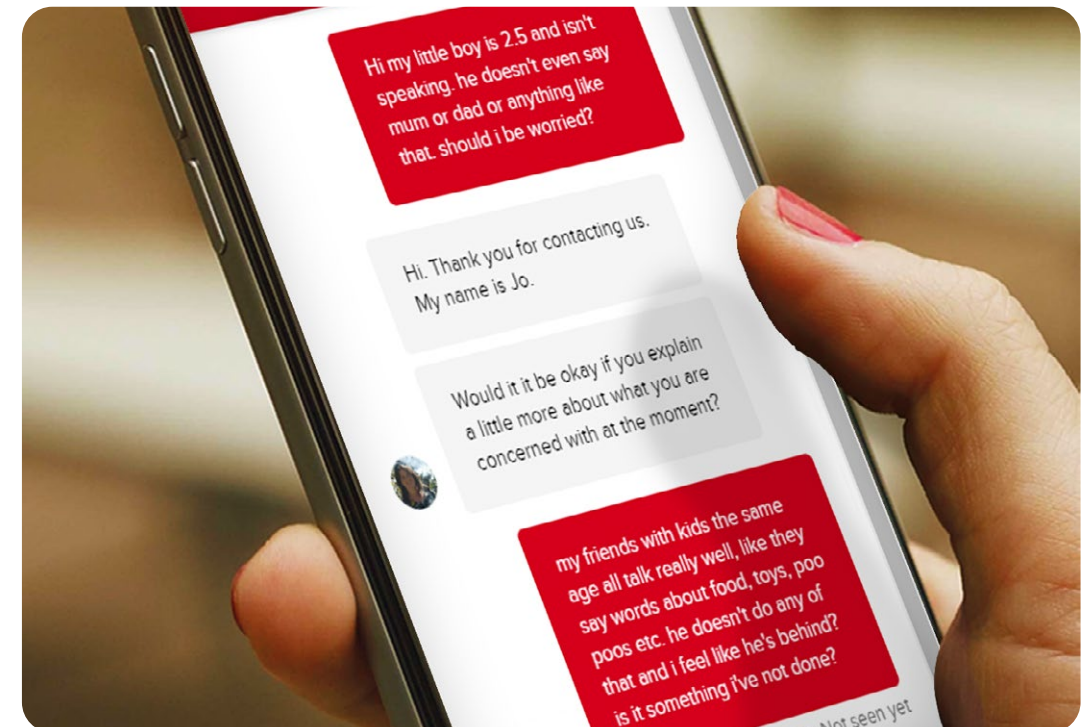 Hi my little boy is 2.5 and isn't
speaking. he doesn't even say
mum or dad or anything like
that. should i be worried?
Hi. Thank you for contacting us.
My name is Jo.
Would it it be okay if you explain
a little more about what you are
concerned with at the moment?
my friends with kids the same
age all talk really well, like they
say words about food, toys, poo
poos etc. he doesn't do any of
that and i feel like he's behind?
is it something i've not done?
Not seen yet